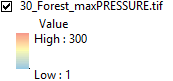 30_Forest_maxPRESSURE.tif
Value
High : 300
Low : 1